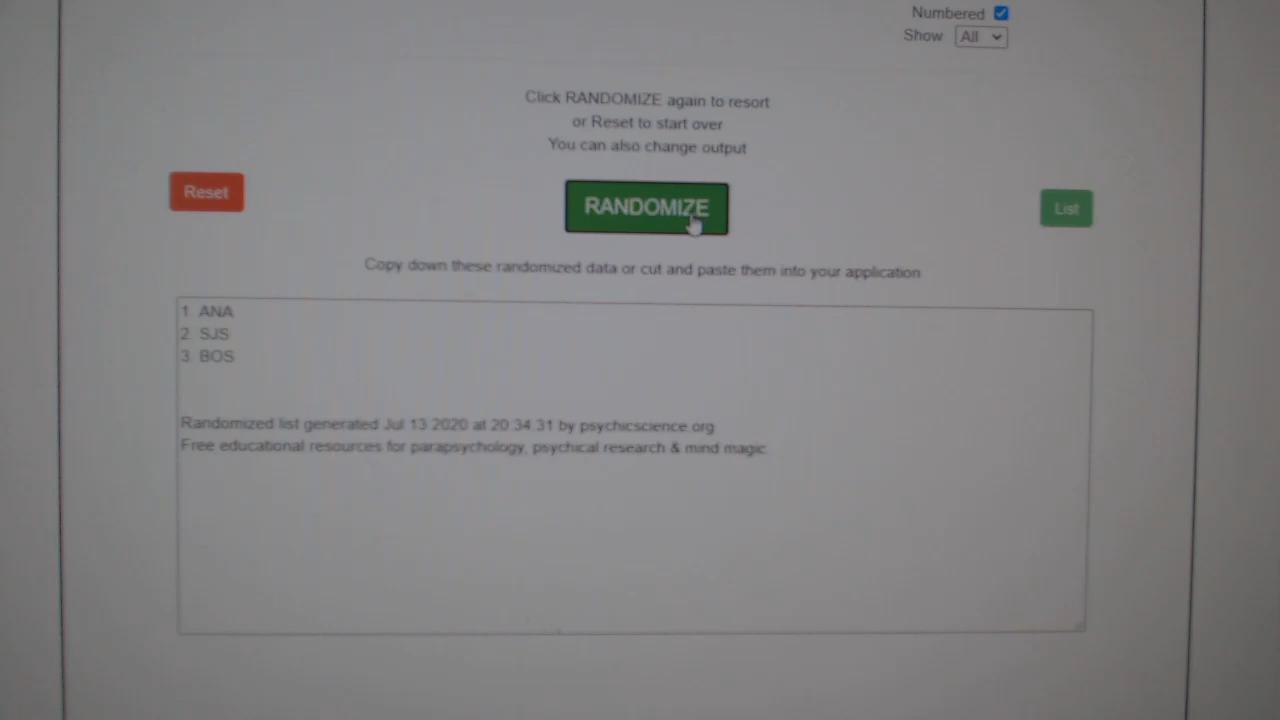 Numbered
Show All
Click RANDOMIZE again to resort
or Reset to start over
You can also change output
Reset
RANDOMIZE
List
Copy down these randomized data or cut and paste them into your application
1. ANA
2. SJS
3. BOS
Randomized list generated Jul 13 2020 at 20:34:31 by psychicscience.org
Free educational resources for parapsychology, psychical research & mind magic.